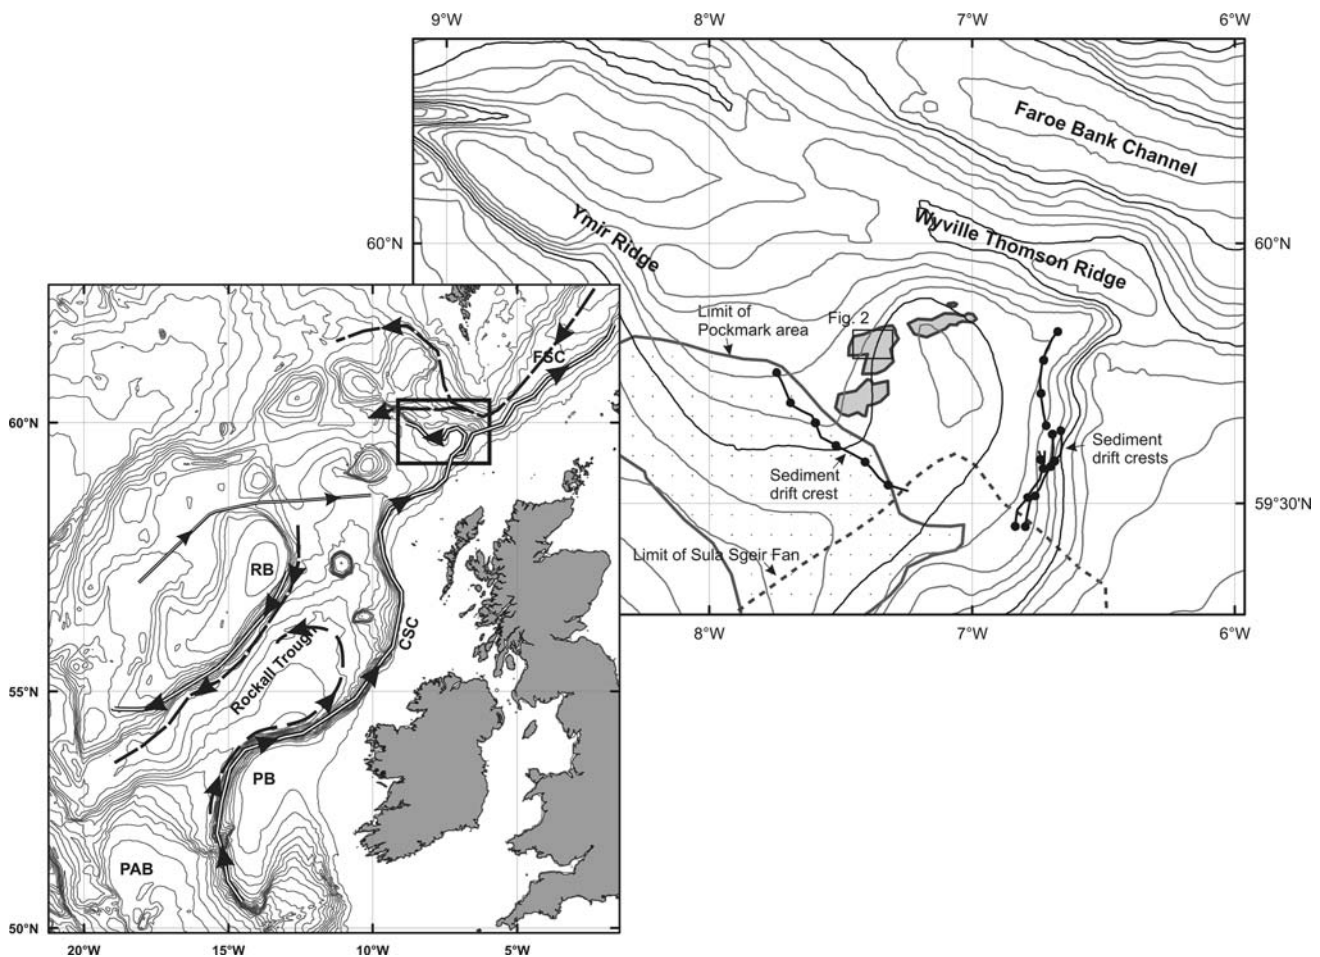 9°W
8°W
7°W
6°W
Faroe Bank Channel
Ymir Ridge
Wyville Thomson Ridge
60°N
60°N
Limit of
Pockmark area
Fig. 2
FSC
Sediment
drift crests
60°N
Sediment
drift crest
59°30'N
Limit of Sula Sgeir Fan
RB
8°W
7°W
6°W
CSC
Rockall Trough
55°N
PB
PAB
50°N
20°W
15°W
10°W
5°W